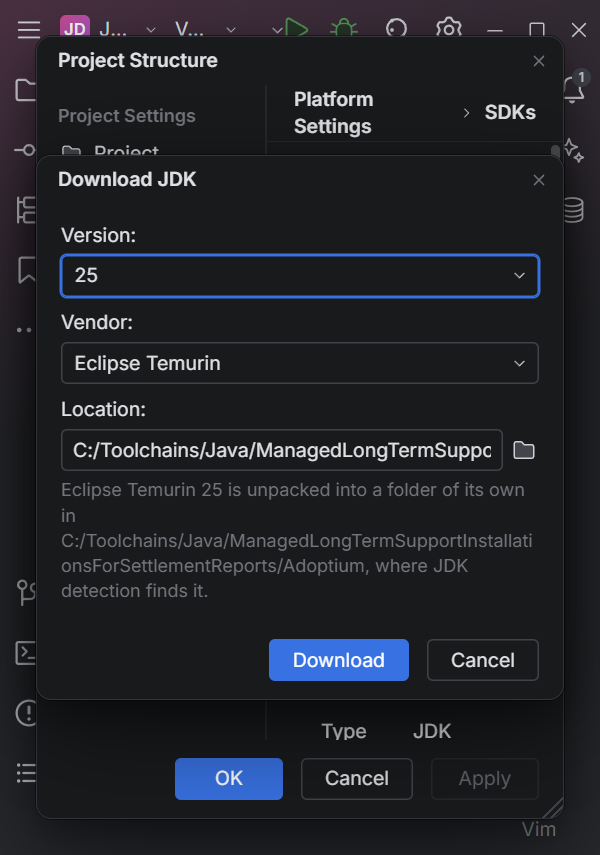 JD J... V...
Project Structure
1
Project Settings
Platform
Settings
SDKs
Project
Download JDK
Version:
25
Vendor:
Eclipse Temurin
Location:
C:/Toolchains/Java/ManagedLongTermSuppo
Eclipse Temurin 25 is unpacked into a folder of its own
in
C:/Toolchains/Java/ManagedLongTermSupportInstallati
onsForSettlementReports/Adoptium, where JDK
detection finds it.
Download Cancel
Type JDK
OK Cancel Apply
Vim